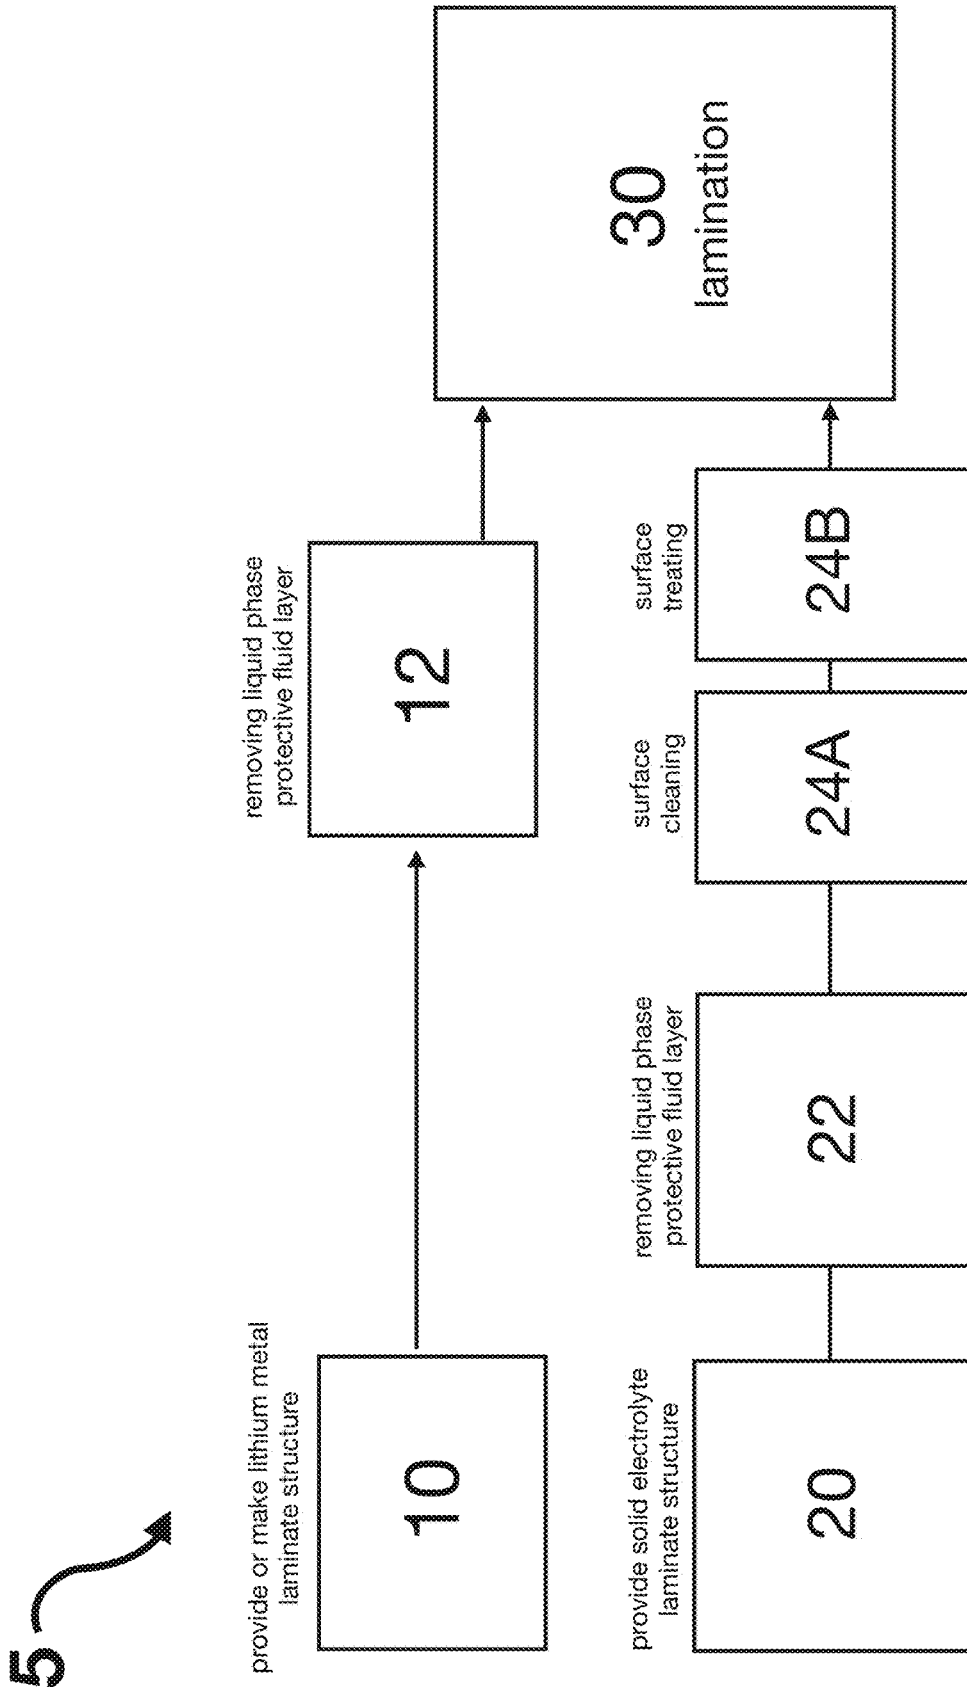 5
provide or make lithium metal
laminate structure
10
removing liquid phase
protective fluid layer
12
provide solid electrolyte
laminate structure
20
removing liquid phase
protective fluid layer
22
surface
cleaning
24A
surface
treating
24B
30
lamination